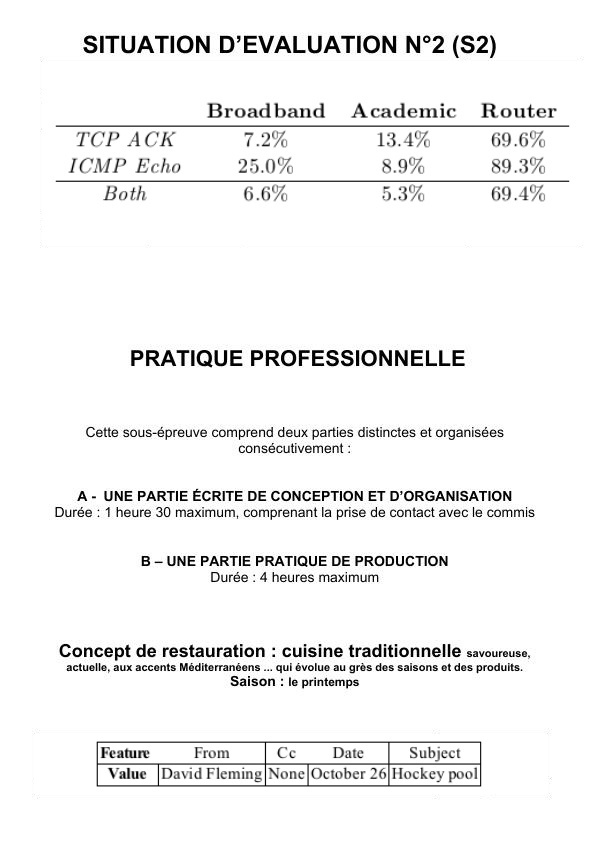 SITUATION D’EVALUATION N°2 (S2)
Broadband Academic Router
TCP ACK 7.2% 13.4% 69.6%
ICMP Echo 25.0% 8.9% 89.3%
Both 6.6% 5.3% 69.4%
PRATIQUE PROFESSIONNELLE
Cette sous-épreuve comprend deux parties distinctes et organisées
consécutivement :
A - UNE PARTIE ÉCRITE DE CONCEPTION ET D’ORGANISATION
Durée : 1 heure 30 maximum, comprenant la prise de contact avec le commis
B – UNE PARTIE PRATIQUE DE PRODUCTION
Durée : 4 heures maximum
Concept de restauration : cuisine traditionnelle savoureuse,
actuelle, aux accents Méditerranéens ... qui évolue au grès des saisons et des produits.
Saison : le printemps
Feature From Cc Date Subject
Value David Fleming None October 26 Hockey pool